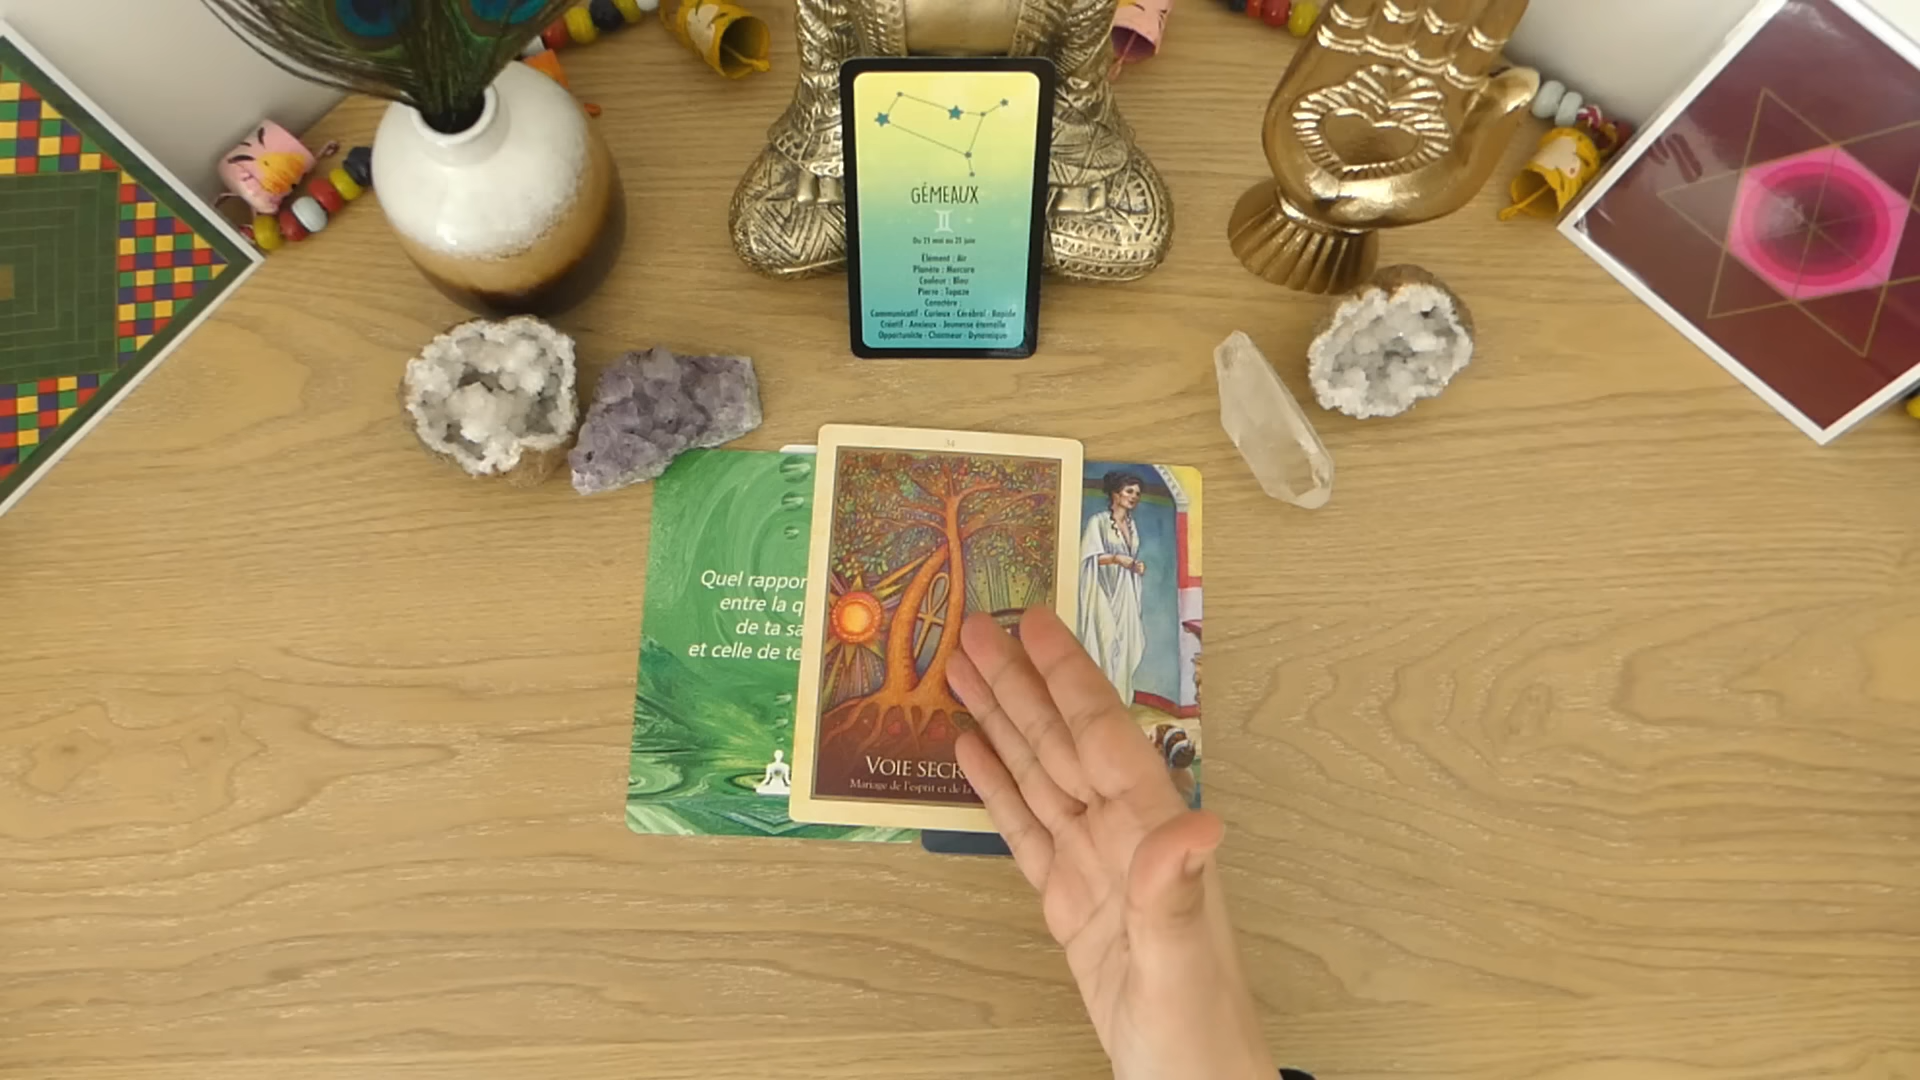 GÉMEAUX
Du 21 mai au 21 juin
Élément : Air
Planète : Mercure
Couleur : Bleu
Pierre : Topaze
Caractère :
Communicatif - Curieux - Cérébral - Rapide
Créatif - Anxieux - Jeunesse éternelle
Opportuniste - Charmeur - Dynamique
34
Quel rappor
entre la q
de ta sa
et celle de te
VOIE SECR
Mariage de l'esprit et de la